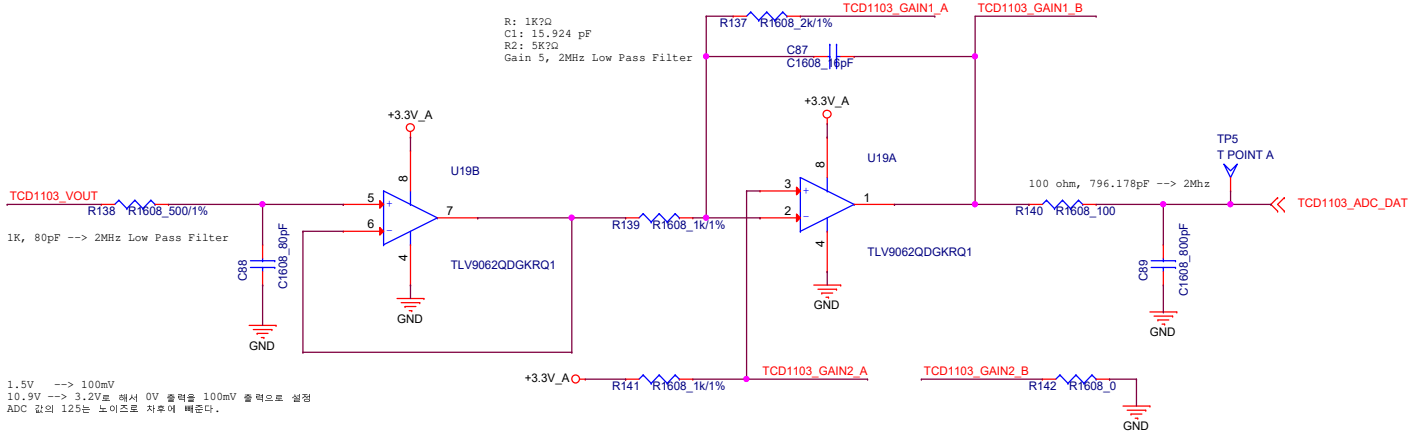 TCD1103_GAIN1_A
TCD1103_GAIN1_B
R137 R1608_2k/1%
R: 1K?Ω
C1: 15.924 pF
R2: 5K?Ω
Gain 5, 2MHz Low Pass Filter
C87
C1608_16pF
+3.3V_A
+3.3V_A
8
U19B
8
U19A
TP5
T POINT A
TCD1103_VOUT
R138 R1608_500/1%
5
+
6
−
7
4
1K, 80pF --> 2MHz Low Pass Filter
C88
C1608_80pF
R139 R1608_1k/1%
3
+
2
−
1
4
100 ohm, 796.178pF --> 2Mhz
R140 R1608_100
TCD1103_ADC_DAT
TLV9062QDGKRQ1
TLV9062QDGKRQ1
C89
C1608_800pF
GND
GND
GND
GND
+3.3V_A
R141 R1608_1k/1%
TCD1103_GAIN2_A
TCD1103_GAIN2_B
R142 R1608_0
GND
1.5V --> 100mV
10.9V --> 3.2V로 해서 0V 출력을 100mV 출력으로 설정
ADC 값의 125는 노이즈로 차후에 빼준다.